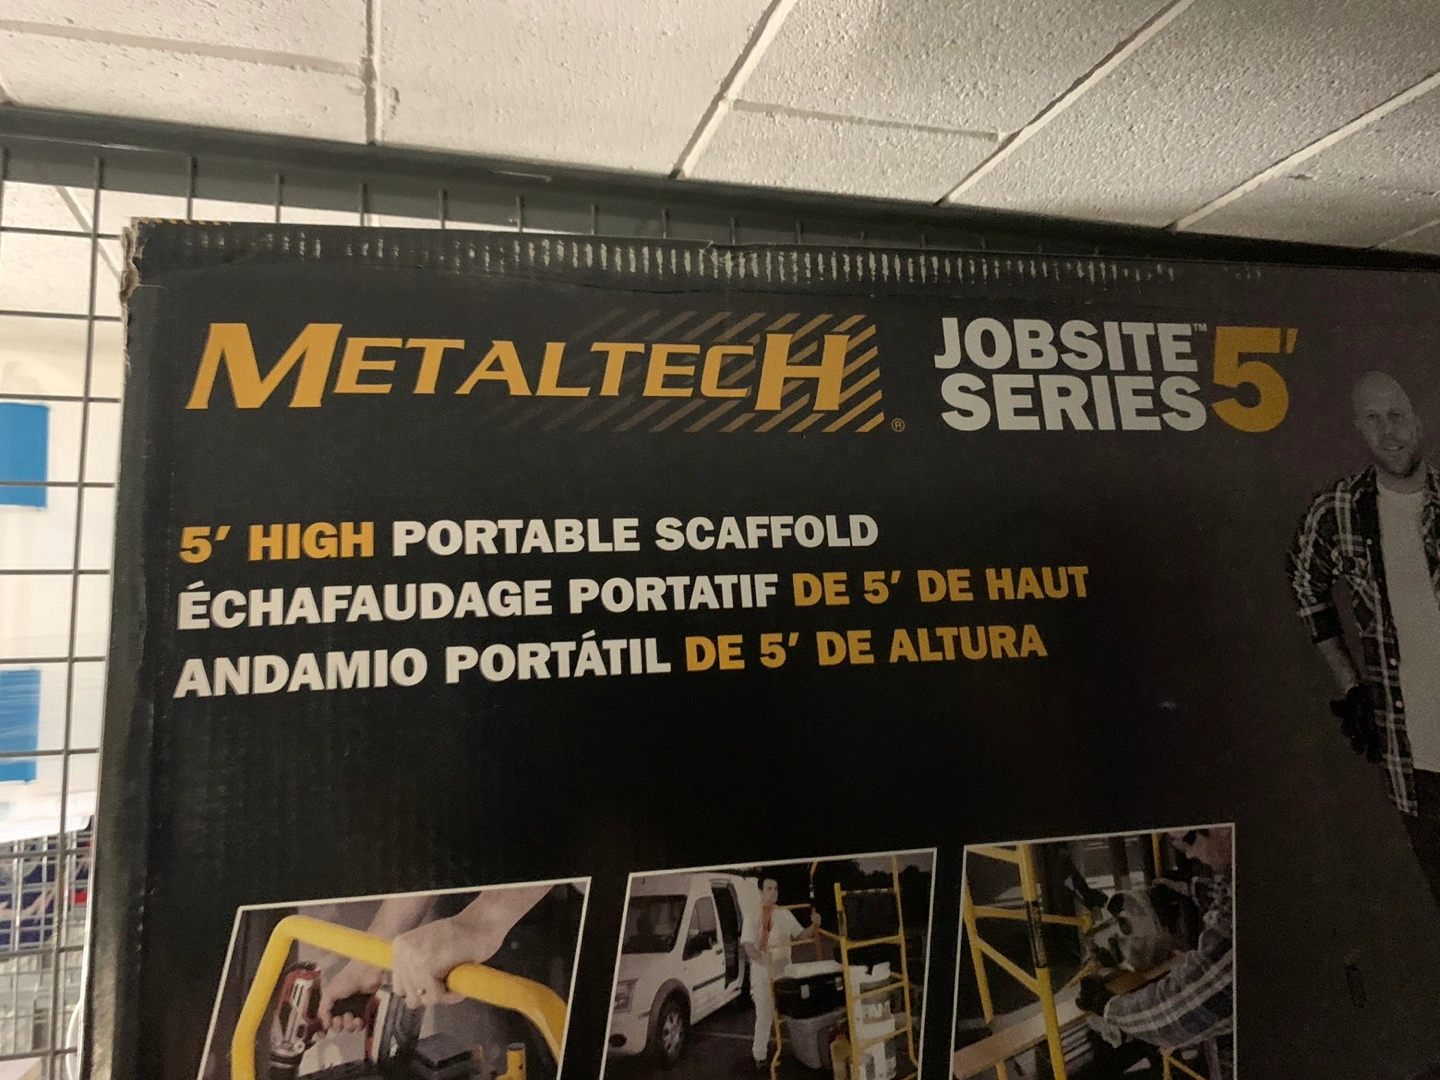 METALTECH®
JOBSITE™
SERIES 5'
5' HIGH PORTABLE SCAFFOLD
ÉCHAFAUDAGE PORTATIF DE 5' DE HAUT
ANDAMIO PORTÁTIL DE 5' DE ALTURA